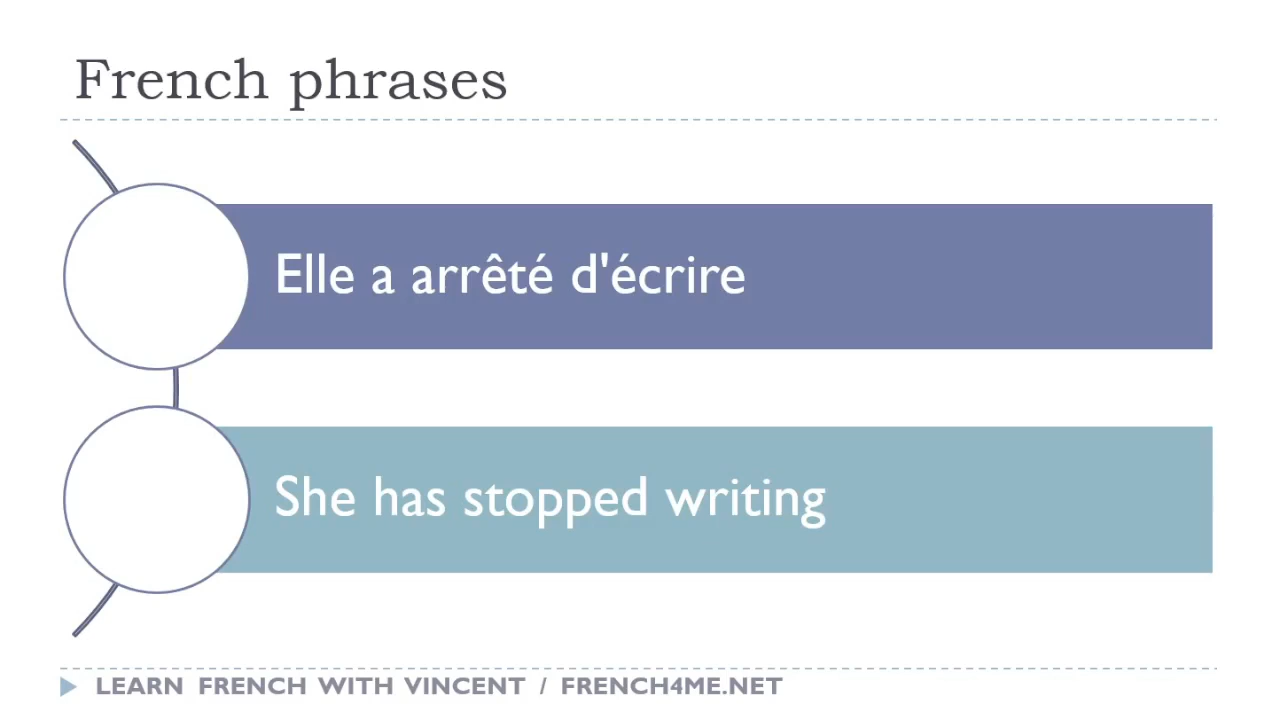 French phrases
Elle a arrêté d'écrire
She has stopped writing
LEARN FRENCH WITH VINCENT / FRENCH4ME.NET